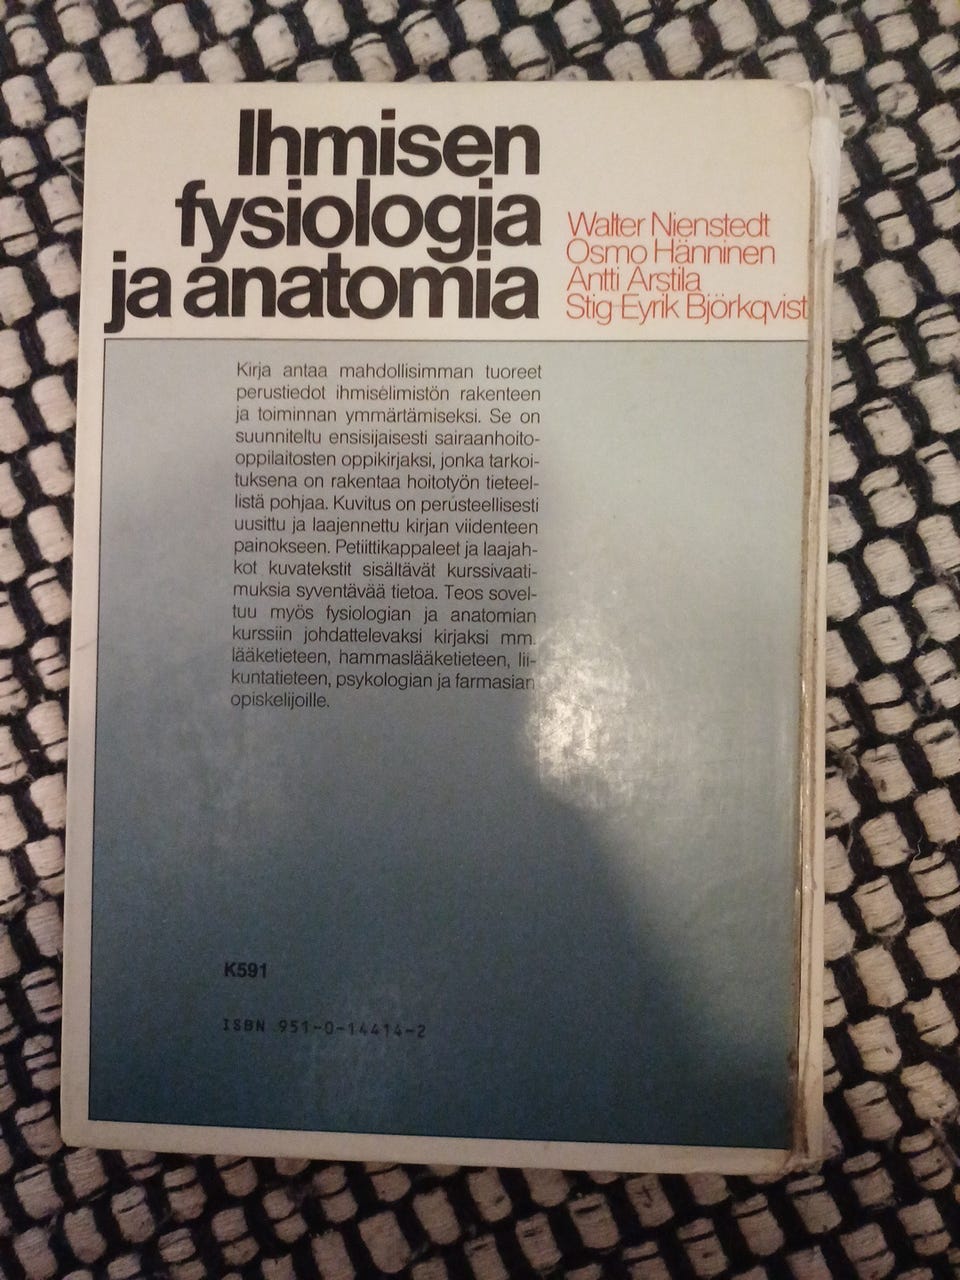 Ihmisen
fysiologia
ja anatomia
Walter Nienstedt
Osmo Hänninen
Antti Arstila
Stig-Eyrik Björkqvist
Kirja antaa mahdollisimman tuoreet
perustiedot ihmiselimistön rakenteen
ja toiminnan ymmärtämiseksi. Se on
suunniteltu ensisijaisesti sairaanhoito-
oppilaitosten oppikirjaksi, jonka tarkoi-
tuksena on rakentaa hoitotyön tieteel-
listä pohjaa. Kuvitus on perusteellisesti
uusittu ja laajennettu kirjan viidenteen
painokseen. Petiittikappaleet ja laajah-
kot kuvatekstit sisältävät kurssivaati-
muksia syventävää tietoa. Teos sovel-
tuu myös fysiologian ja anatomian
kurssiin johdattelevaksi kirjaksi mm.
lääketieteen, hammaslääketieteen, lii-
kuntatieteen, psykologian ja farmasian
opiskelijoille.
K591
ISBN 951-0-14414-2